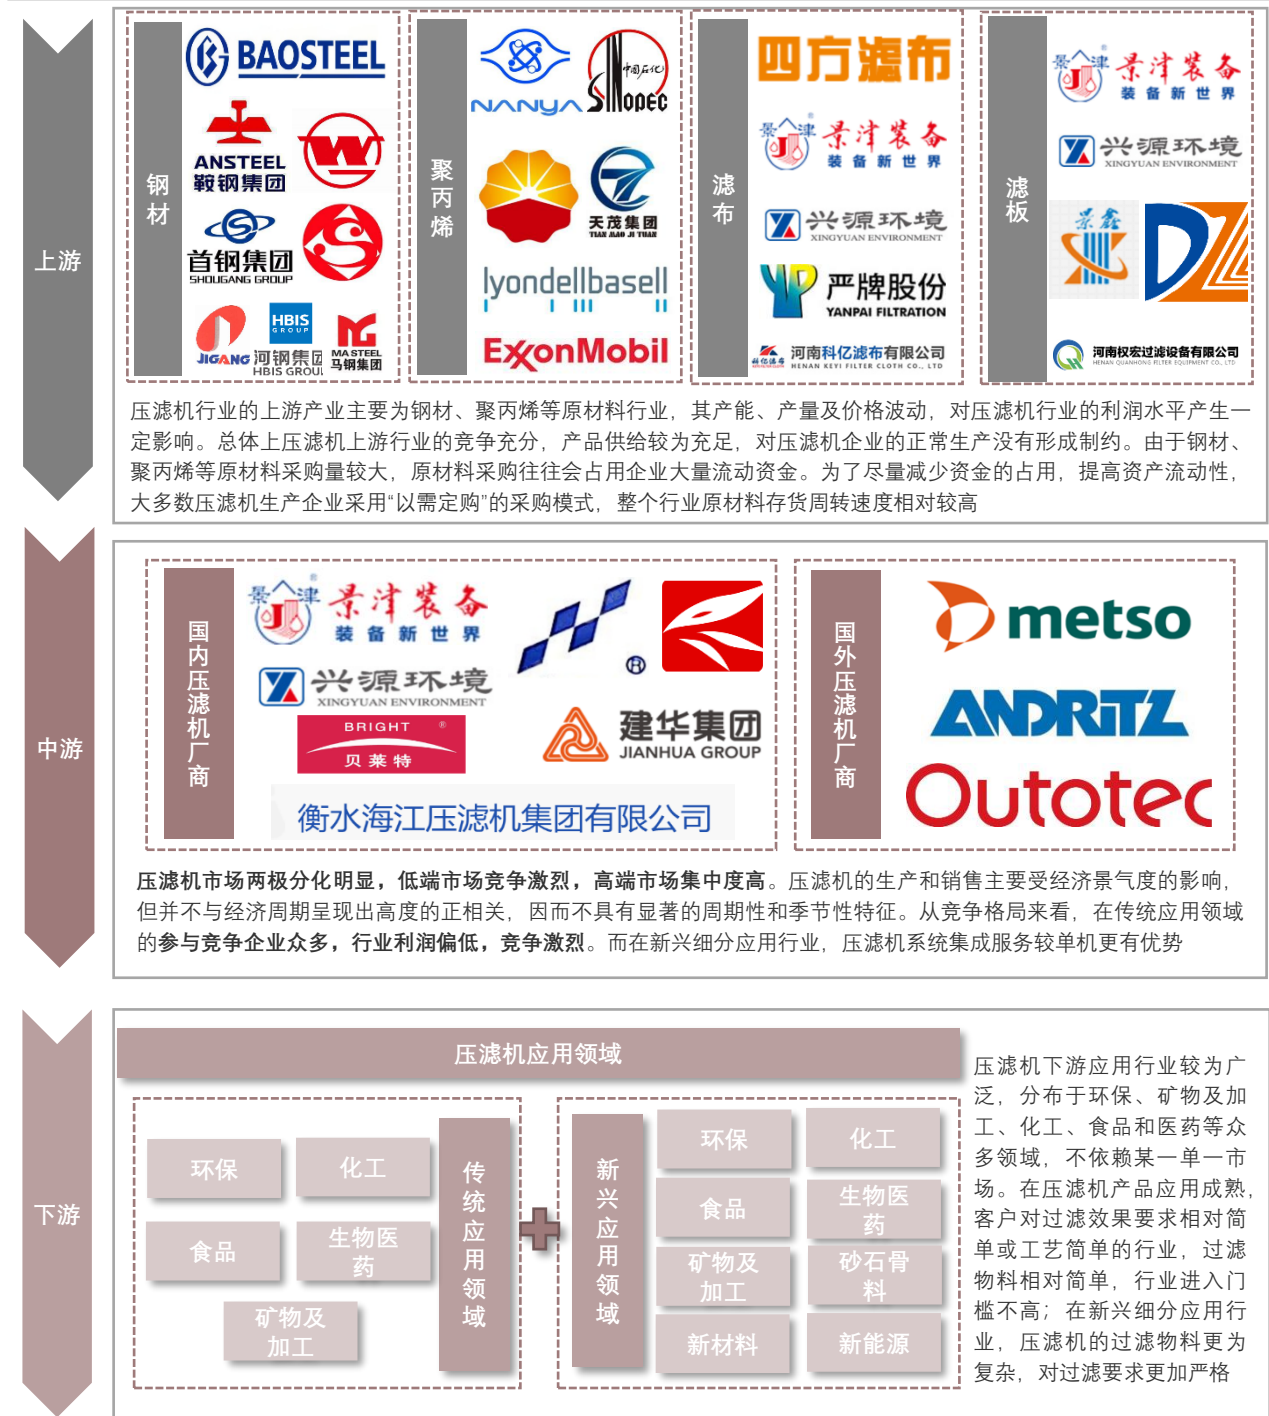 上游
钢材
BAOSTEEL
ANSTEEL
鞍钢集团
首钢集团
SHOUGANG GROUP
JIGANG
HBIS
GROUP
河钢集团
HBIS GROUP
MA STEEL
马钢集团
聚丙烯
NANYA
中国石化
SINOPEC
天茂集团
TIAN MAO JI TUAN
lyondellbasell
ExxonMobil
滤布
四方滤布
景津
景津装备
装备新世界
兴源环境
XINGYUAN ENVIRONMENT
严牌股份
YANPAI FILTRATION
科亿滤布
河南科亿滤布有限公司
HENAN KEYI FILTER CLOTH CO., LTD
滤板
景津
景津装备
装备新世界
兴源环境
XINGYUAN ENVIRONMENT
景鑫
河南权宏过滤设备有限公司
HENAN QUANHONG FILTER EQUIPMENT CO., LTD
压滤机行业的上游产业主要为钢材、聚丙烯等原材料行业，其产能、产量及价格波动，对压滤机行业的利润水平产生一
定影响。总体上压滤机上游行业的竞争充分，产品供给较为充足，对压滤机企业的正常生产没有形成制约。由于钢材、
聚丙烯等原材料采购量较大，原材料采购往往会占用企业大量流动资金。为了尽量减少资金的占用，提高资产流动性，
大多数压滤机生产企业采用“以需定购”的采购模式，整个行业原材料存货周转速度相对较高
中游
国内压滤机厂商
景津
景津装备
装备新世界
兴源环境
XINGYUAN ENVIRONMENT
BRIGHT
贝莱特
建华集团
JIANHUA GROUP
衡水海江压滤机集团有限公司
国外压滤机厂商
metso
ANDRITZ
Outotec
压滤机市场两极分化明显，低端市场竞争激烈，高端市场集中度高。压滤机的生产和销售主要受经济景气度的影响，
但并不与经济周期呈现出高度的正相关，因而不具有显著的周期性和季节性特征。从竞争格局来看，在传统应用领域
的参与竞争企业众多，行业利润偏低，竞争激烈。而在新兴细分应用行业，压滤机系统集成服务较单机更有优势
下游
压滤机应用领域
环保
化工
食品
生物医
药
矿物及
加工
传统应用领域
新兴应用领域
环保
化工
食品
生物医
药
矿物及
加工
砂石骨
料
新材料
新能源
压滤机下游应用行业较为广
泛，分布于环保、矿物及加
工、化工、食品和医药等众
多领域，不依赖某一单一市
场。在压滤机产品应用成熟，
客户对过滤效果要求相对简
单或工艺简单的行业，过滤
物料相对简单，行业进入门
槛不高；在新兴细分应用行
业，压滤机的过滤物料更为
复杂，对过滤要求更加严格